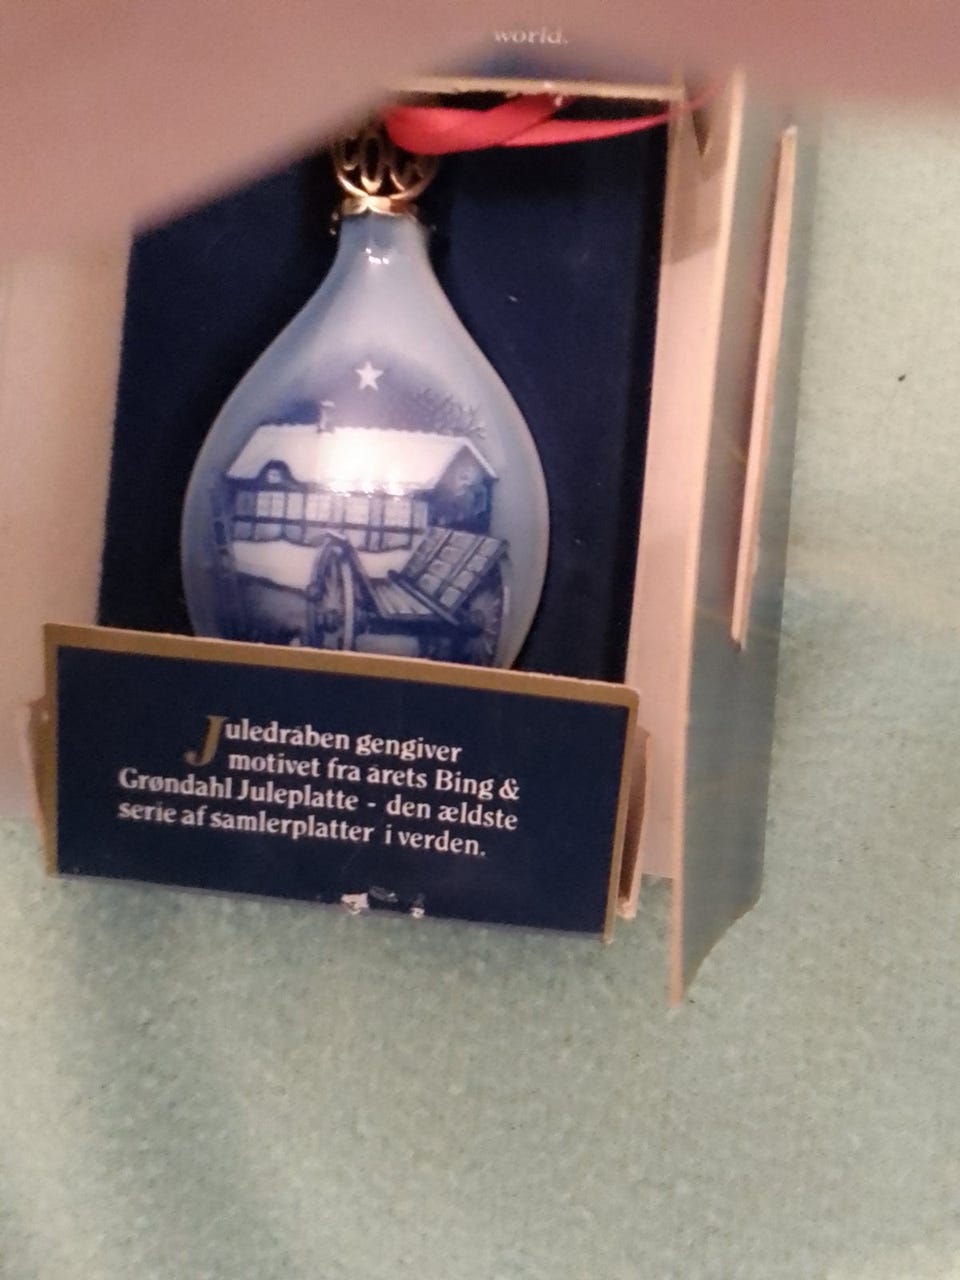 world.
Juledråben gengiver
motivet fra årets Bing &
Grøndahl Juleplatte - den ældste
serie af samlerplatter i verden.